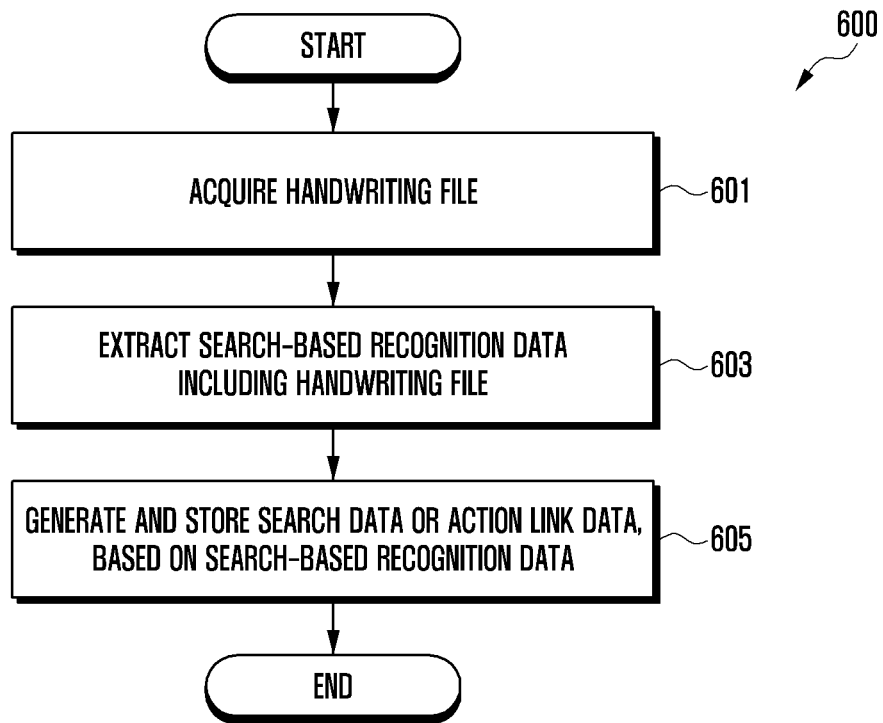 600
START
ACQUIRE HANDWRITING FILE
601
EXTRACT SEARCH-BASED RECOGNITION DATA
INCLUDING HANDWRITING FILE
603
GENERATE AND STORE SEARCH DATA OR ACTION LINK DATA,
BASED ON SEARCH-BASED RECOGNITION DATA
605
END